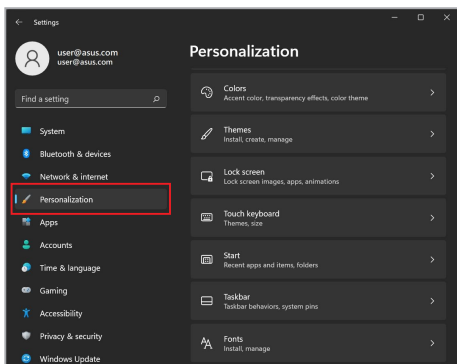 Settings
user@asus.com
user@asus.com
Find a setting
System
Bluetooth & devices
Network & internet
Personalization
Apps
Accounts
Time & language
Gaming
Accessibility
Privacy & security
Windows Update
Personalization
Colors
Accent color, transparency effects, color theme
Themes
Install, create, manage
Lock screen
Lock screen images, apps, animations
Touch keyboard
Themes, size
Start
Recent apps and items, folders
Taskbar
Taskbar behaviors, system pins
Fonts
Install, manage